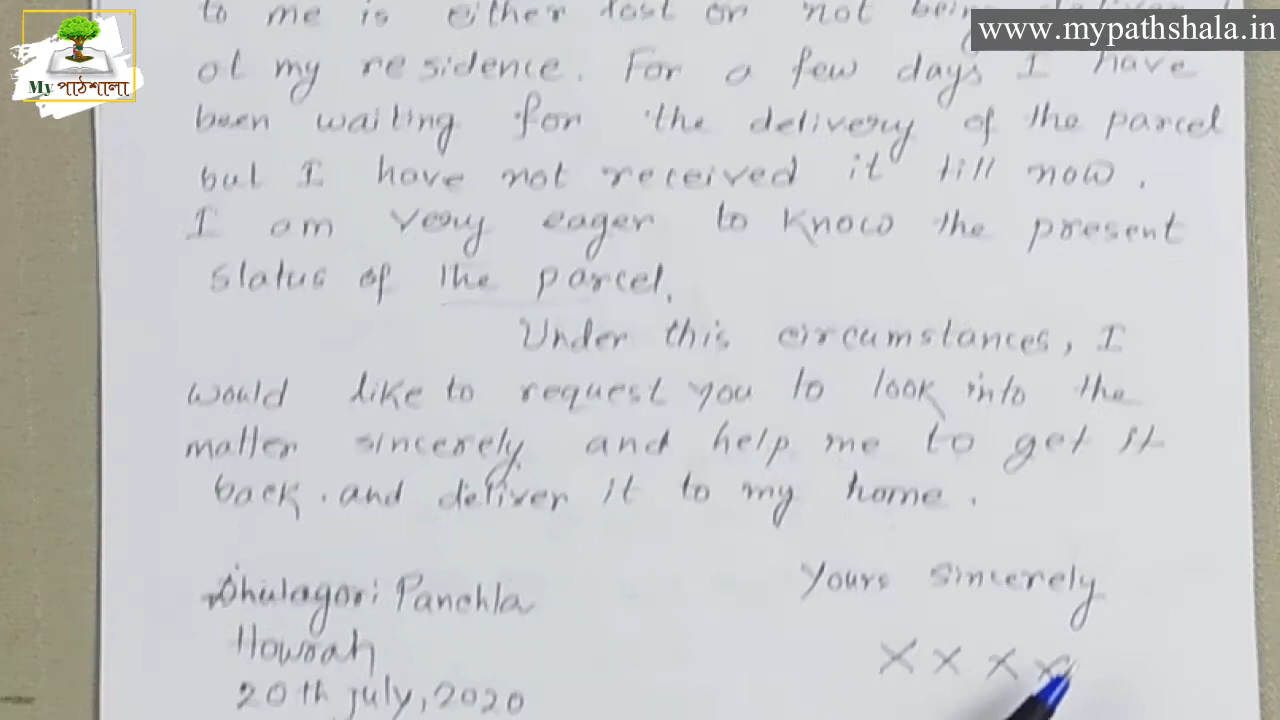 www.mypathshala.in
My পাঠশালা
to me is either lost or not being
at my residence. For a few days I have
been waiting for the delivery of the parcel
but I have not received it till now.
I am very eager to know the present
status of the parcel.
Under this circumstances, I
would like to request you to look into the
matter sincerely and help me to get it
back. and deliver it to my home.
Dhulagori Panchla
Howrah
20th july, 2020
Yours sincerely
X X X X